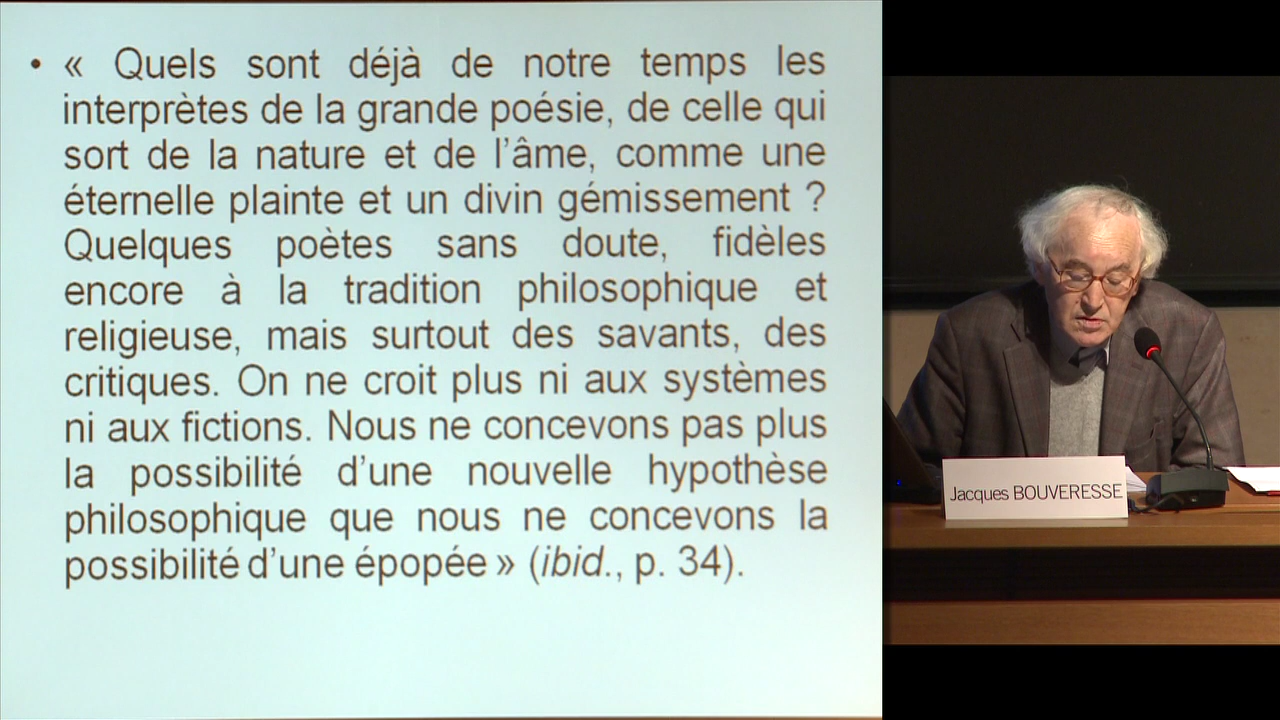 • « Quels sont déjà de notre temps les
interprètes de la grande poésie, de celle qui
sort de la nature et de l'âme, comme une
éternelle plainte et un divin gémissement ?
Quelques poètes sans doute, fidèles
encore à la tradition philosophique et
religieuse, mais surtout des savants, des
critiques. On ne croit plus ni aux systèmes
ni aux fictions. Nous ne concevons pas plus
la possibilité d'une nouvelle hypothèse
philosophique que nous ne concevons la
possibilité d'une épopée » (ibid., p. 34).
Jacques BOUVERESSE